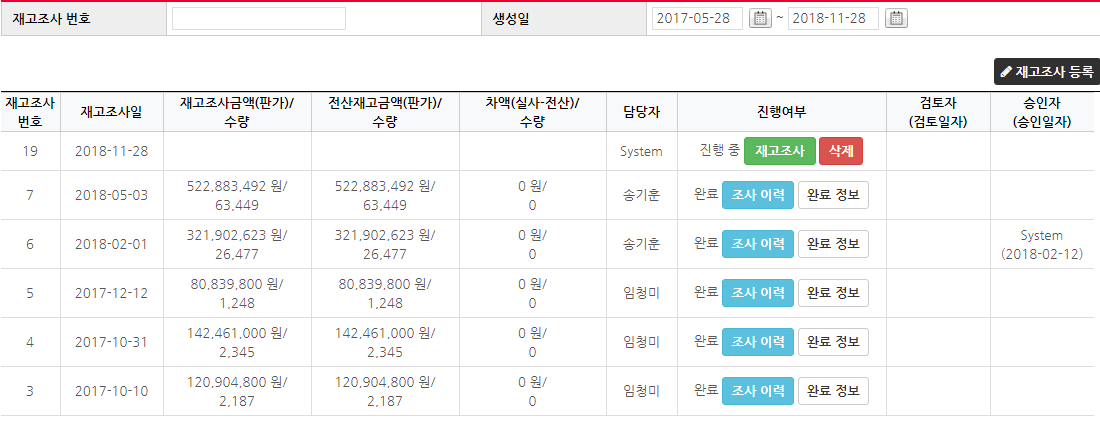 재고조사 번호 생성일 2017-05-28 ~ 2018-11-28
재고조사 등록
재고조사 번호 재고조사일 재고조사금액(판가)/ 수량 전산재고금액(판가)/ 수량 차액(실사-전산)/ 수량 담당자 진행여부 검토자 (검토일자) 승인자 (승인일자)
19 2018-11-28 System 진행 중 재고조사 삭제
7 2018-05-03 522,883,492 원/ 63,449 522,883,492 원/ 63,449 0 원/ 0 송기훈 완료 조사 이력 완료 정보
6 2018-02-01 321,902,623 원/ 26,477 321,902,623 원/ 26,477 0 원/ 0 송기훈 완료 조사 이력 완료 정보 System (2018-02-12)
5 2017-12-12 80,839,800 원/ 1,248 80,839,800 원/ 1,248 0 원/ 0 임청미 완료 조사 이력 완료 정보
4 2017-10-31 142,461,000 원/ 2,345 142,461,000 원/ 2,345 0 원/ 0 임청미 완료 조사 이력 완료 정보
3 2017-10-10 120,904,800 원/ 2,187 120,904,800 원/ 2,187 0 원/ 0 임청미 완료 조사 이력 완료 정보